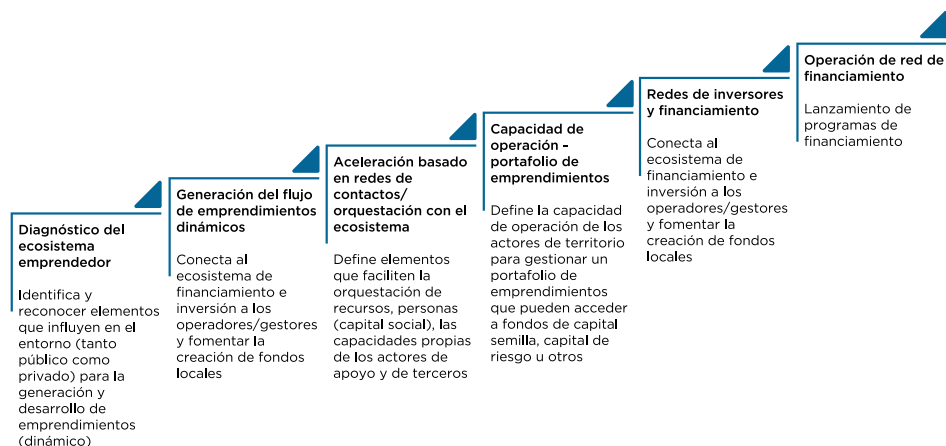 Diagnóstico del
ecosistema
emprendedor
Identifica y
reconocer elementos
que influyen en el
entorno (tanto
público como
privado) para la
generación y
desarrollo de
emprendimientos
(dinámico)
Generación del flujo
de emprendimientos
dinámicos
Conecta al
ecosistema de
financiamiento e
inversión a los
operadores/gestores
y fomentar la
creación de fondos
locales
Aceleración basado
en redes de
contactos/
orquestación con el
ecosistema
Define elementos
que faciliten la
orquestación de
recursos, personas
(capital social), las
capacidades propias
de los actores de
apoyo y de terceros
Capacidad de
operación -
portafolio de
emprendimientos
Define la capacidad
de operación de los
actores de territorio
para gestionar un
portafolio de
emprendimientos
que pueden acceder
a fondos de capital
semilla, capital de
riesgo u otros
Redes de inversores
y financiamiento
Conecta al
ecosistema de
financiamiento e
inversión a los
operadores/gestores
y fomentar la
creación de fondos
locales
Operación de red de
financiamiento
Lanzamiento de
programas de
financiamiento